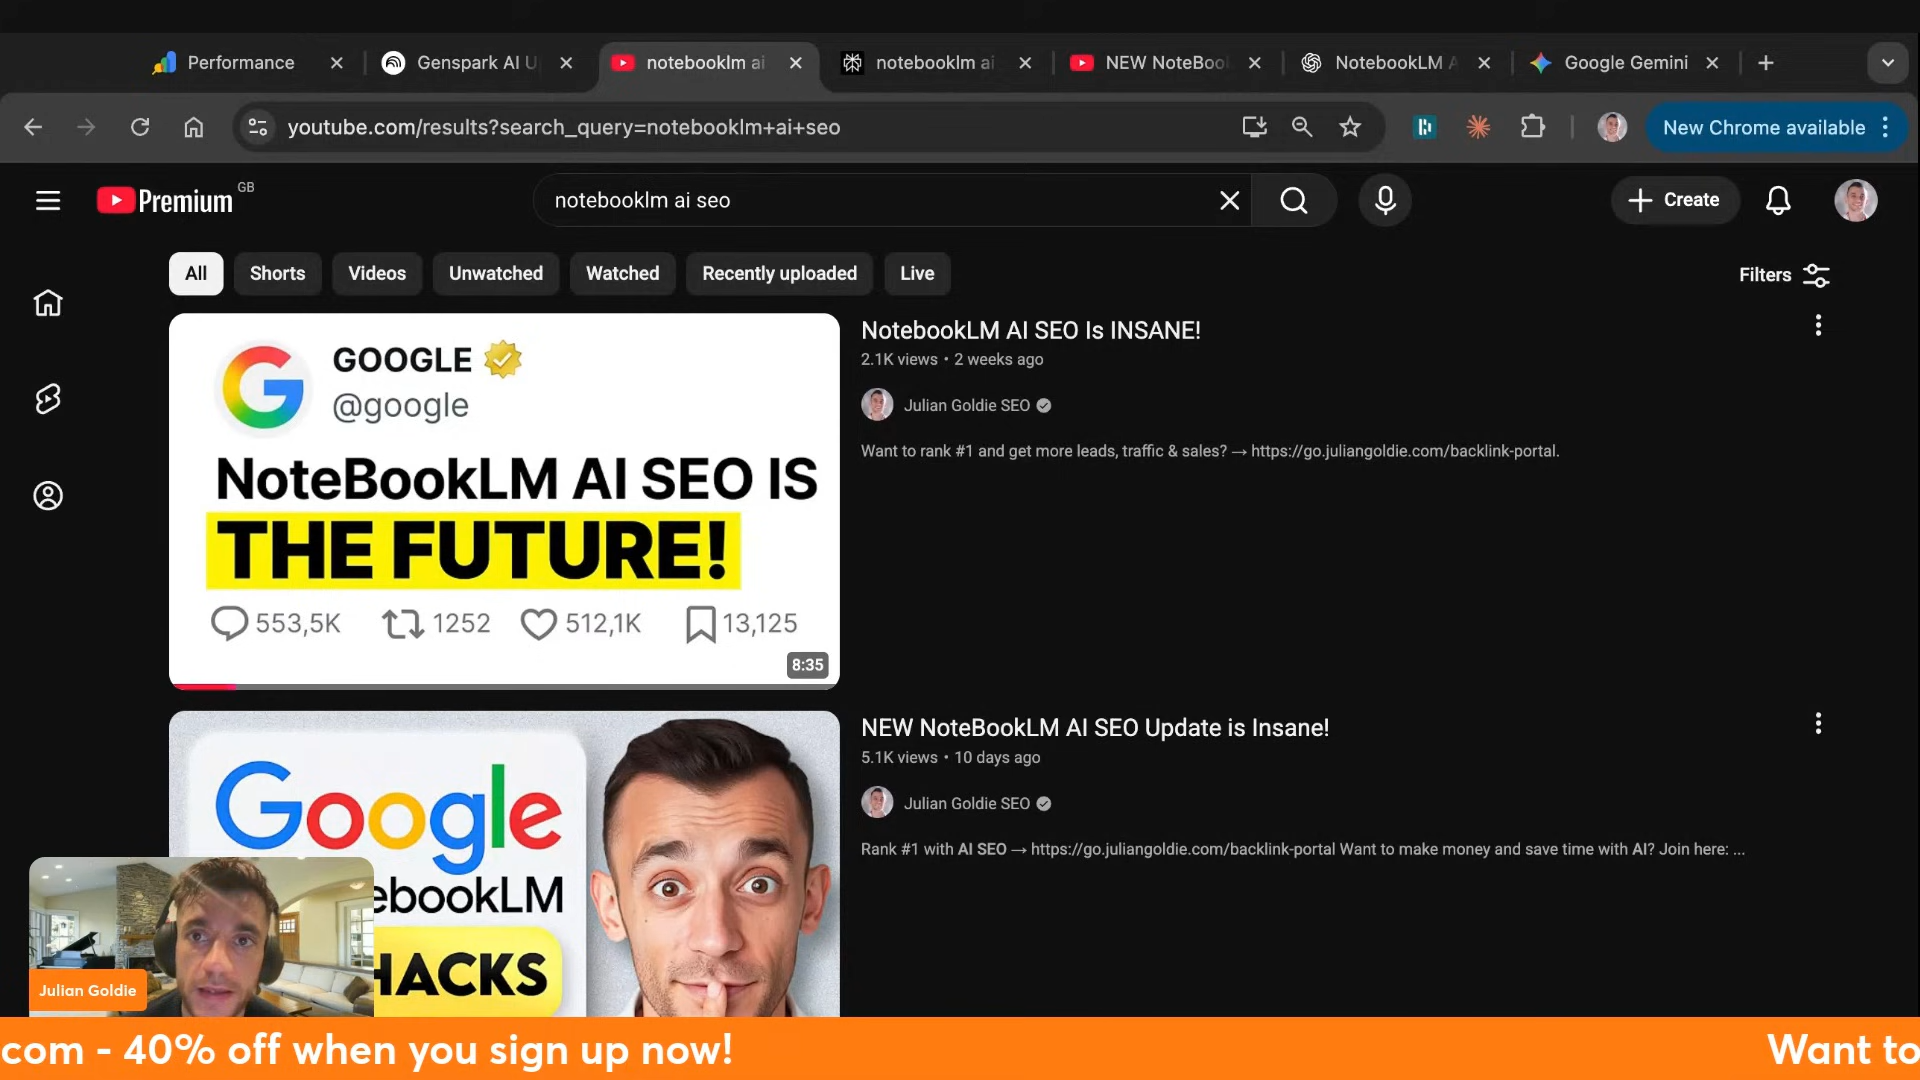 Performance
Genspark AI U
notebooklm ai
notebooklm ai
NEW NoteBoo
NotebookLM A
Google Gemini
youtube.com/results?search_query=notebooklm+ai+seo
New Chrome available
Premium GB
notebooklm ai seo
Create
All
Shorts
Videos
Unwatched
Watched
Recently uploaded
Live
Filters
GOOGLE
@google
NoteBookLM AI SEO IS
THE FUTURE!
553,5K
1252
512,1K
13,125
8:35
NotebookLM AI SEO Is INSANE!
2.1K views • 2 weeks ago
Julian Goldie SEO
Want to rank #1 and get more leads, traffic & sales? → https://go.juliangoldie.com/backlink-portal.
Google
ebookLM
HACKS
NEW NoteBookLM AI SEO Update is Insane!
5.1K views • 10 days ago
Julian Goldie SEO
Rank #1 with AI SEO → https://go.juliangoldie.com/backlink-portal Want to make money and save time with AI? Join here: ...
Julian Goldie
com - 40% off when you sign up now!
Want to